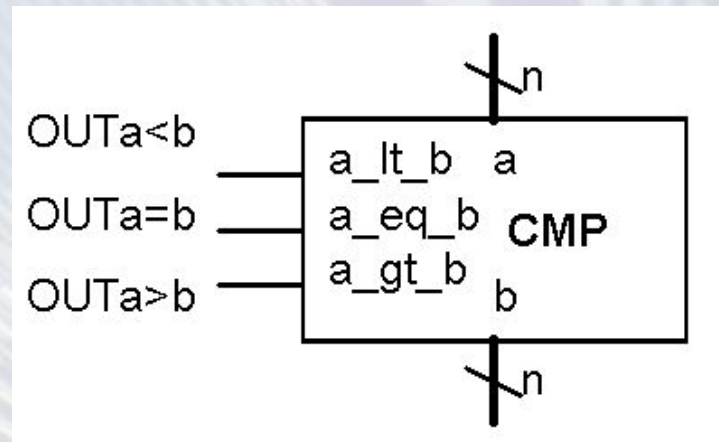 n
OUTa<b
a_lt_b a
OUTa=b
a_eq_b CMP
OUTa>b
a_gt_b
b
n